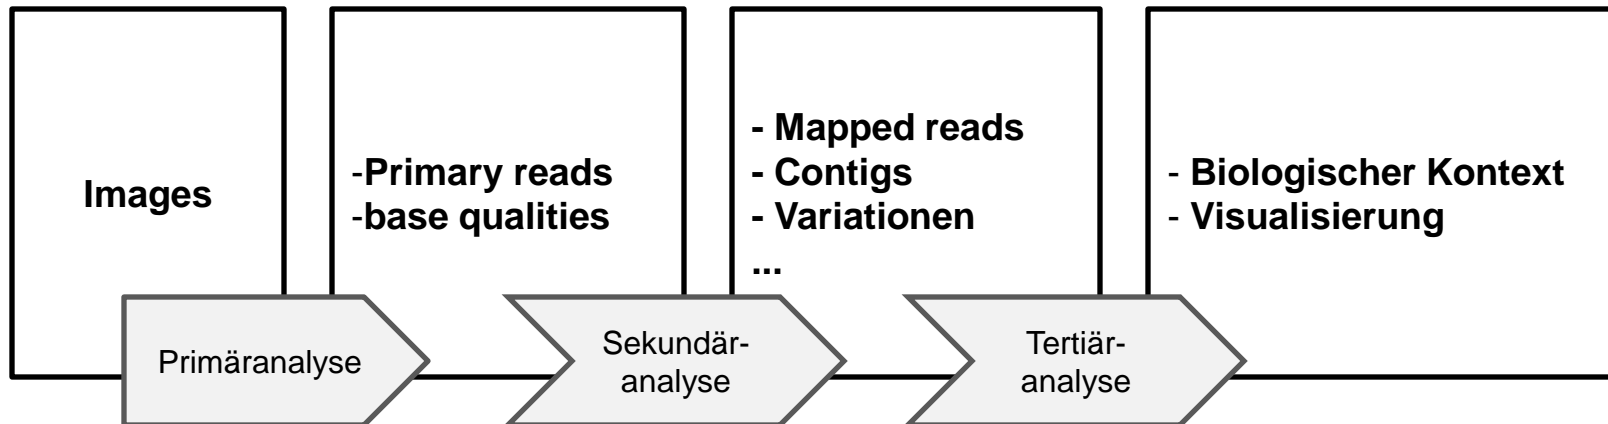 Images
-Primary reads
-base qualities
- Mapped reads
- Contigs
- Variationen
...
- Biologischer Kontext
- Visualisierung
Primäranalyse
Sekundär-
analyse
Tertiär-
analyse